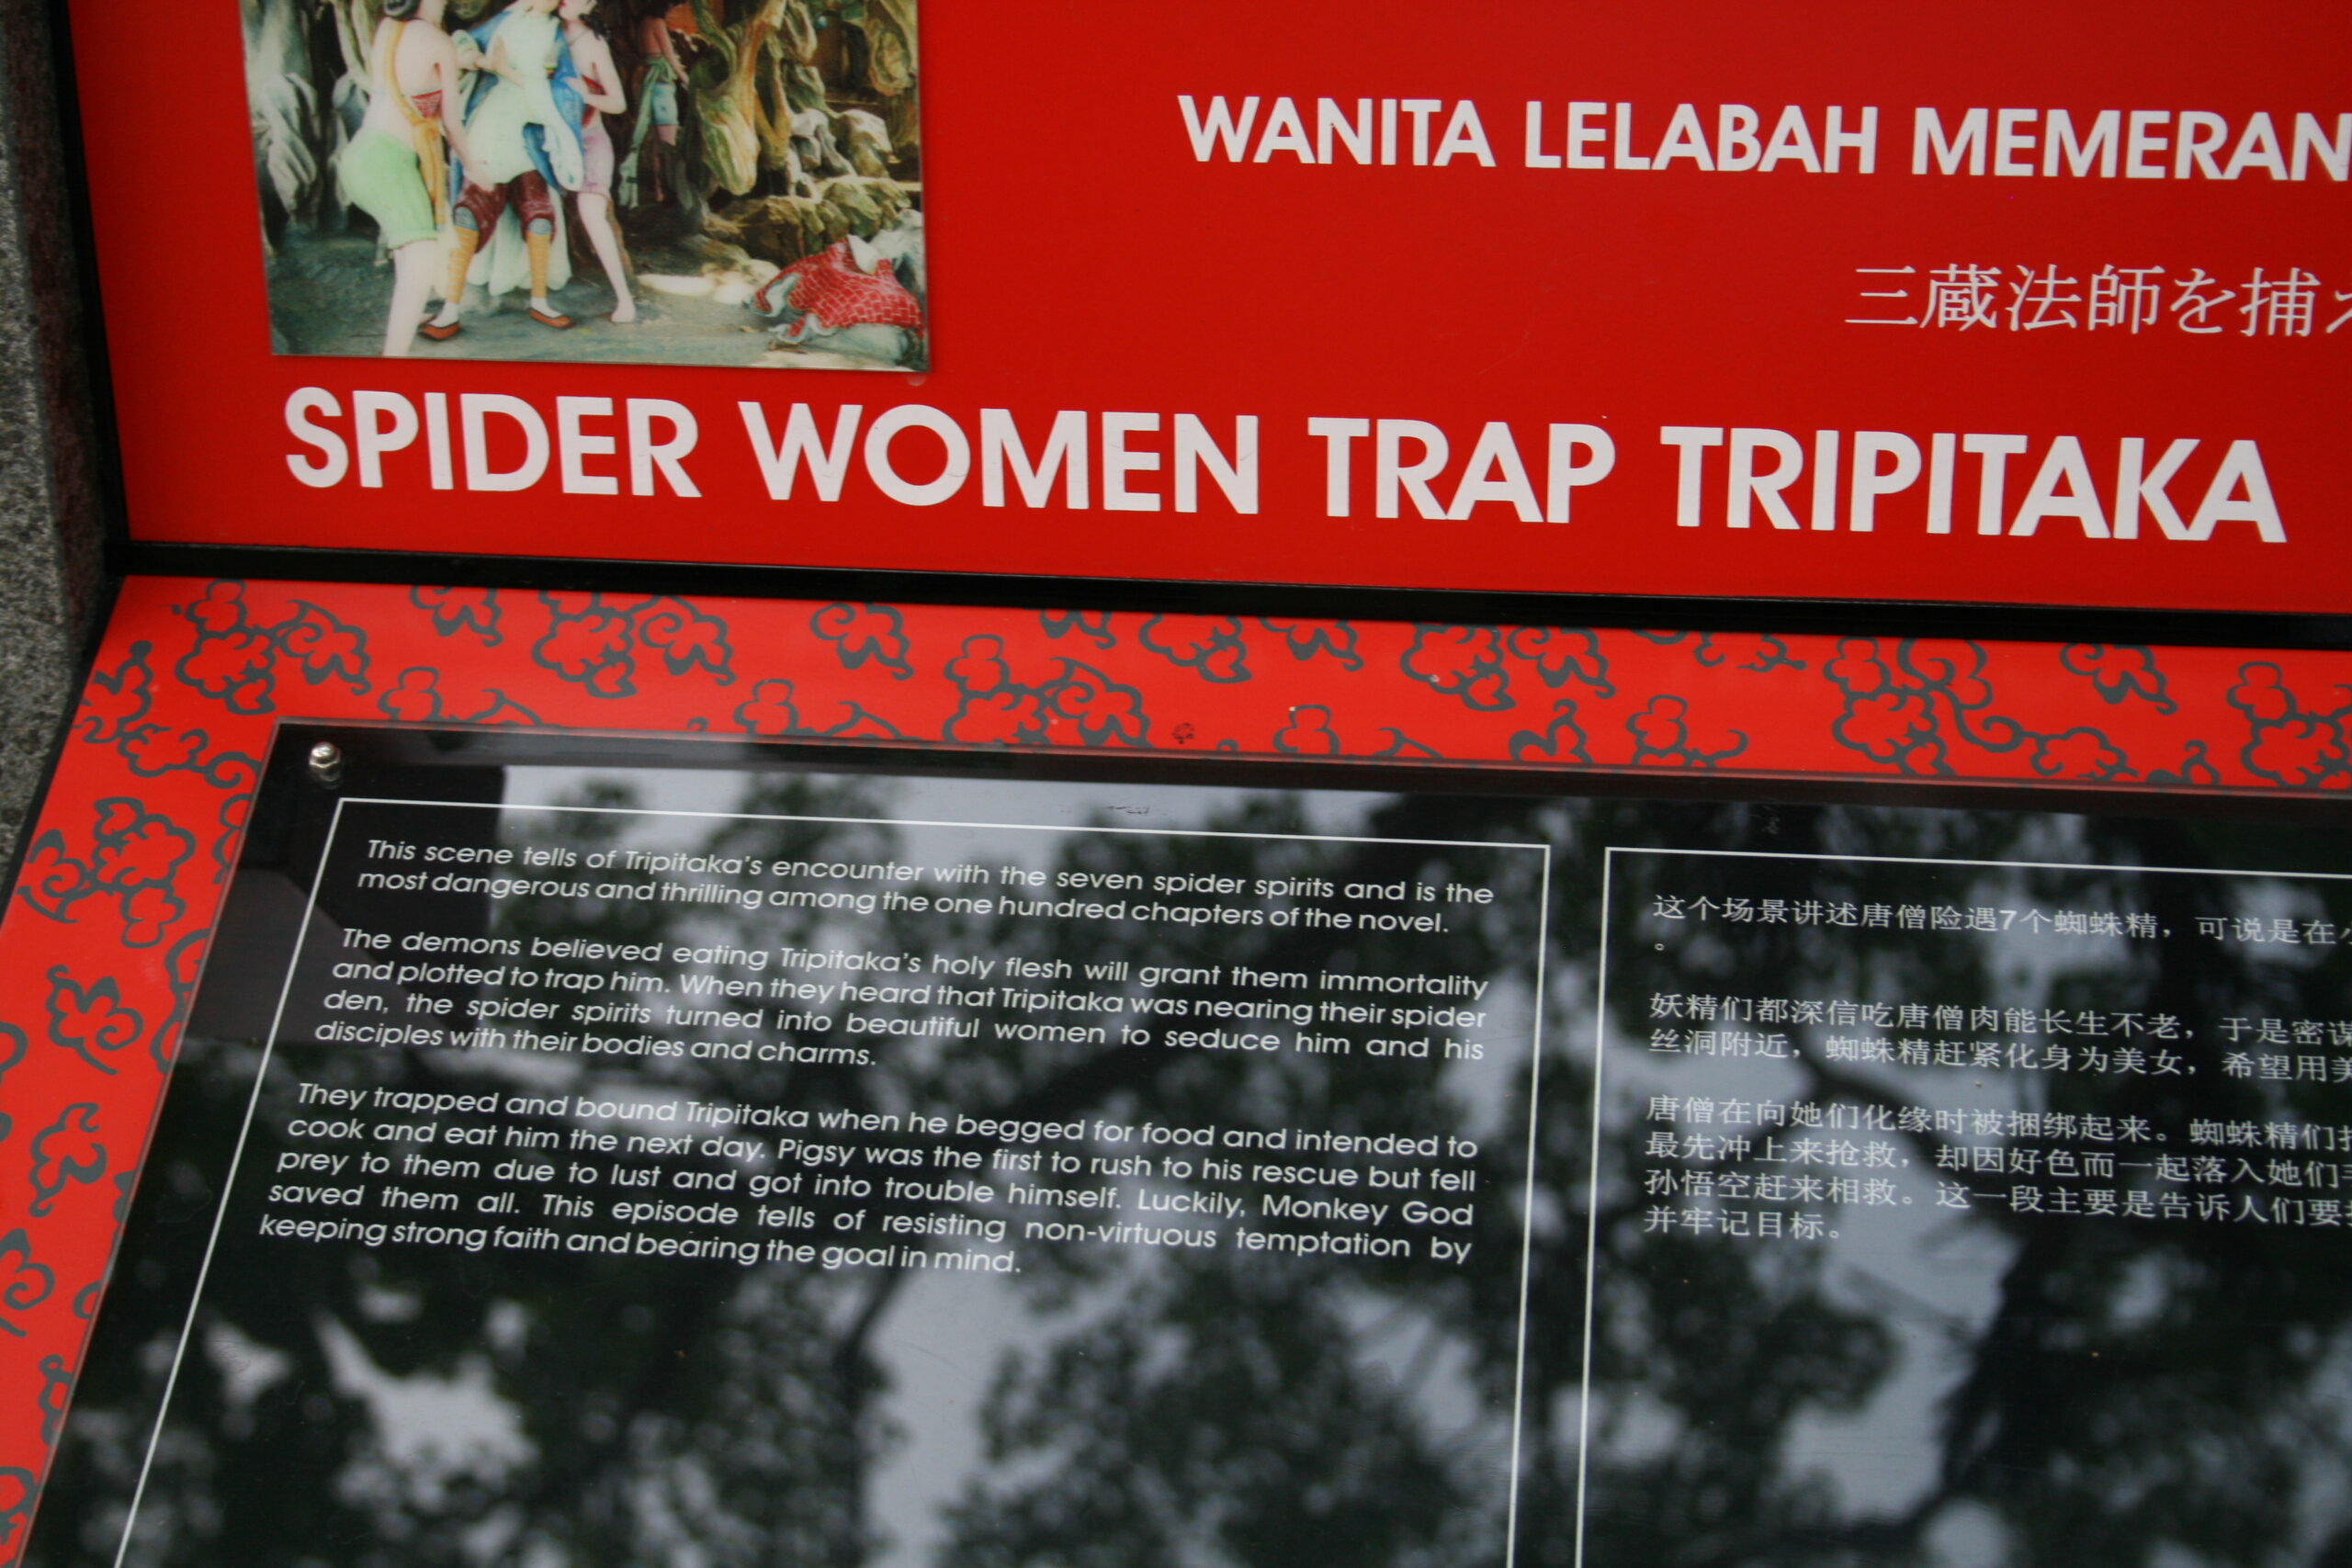 WANITA LELABAH MEMERAN
三蔵法師を捕
SPIDER WOMEN TRAP TRIPITAKA
This scene tells of Tripitaka's encounter with the seven spider spirits and is the
most dangerous and thrilling among the one hundred chapters of the novel.
The demons believed eating Tripitaka's holy flesh will grant them immortality
and plotted to trap him. When they heard that Tripitaka was nearing their spider
den, the spider spirits turned into beautiful women to seduce him and his
disciples with their bodies and charms.
They trapped and bound Tripitaka when he begged for food and intended to
cook and eat him the next day. Pigsy was the first to rush to his rescue but fell
prey to them due to lust and got into trouble himself. Luckily, Monkey God
saved them all. This episode tells of resisting non-virtuous temptation by
keeping strong faith and bearing the goal in mind.
这个场景讲述唐僧险遇7个蜘蛛精，可说是在
。
妖精们都深信吃唐僧肉能长生不老，于是密谋
丝洞附近，蜘蛛精赶紧化身为美女，希望用美
唐僧在向她们化缘时被捆绑起来。蜘蛛精们
最先冲上来抢救，却因好色而一起落入她们
孙悟空赶来相救。这一段主要是告诉人们要
并牢记目标。